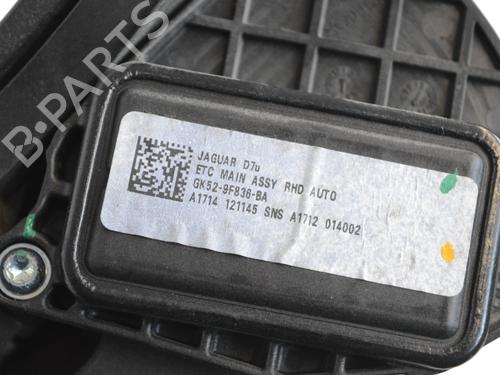 B-PARTS
JAGUAR D7u
ETC MAIN ASSY RHD AUTO
GK52-9F836-BA
A1714 121145 SNS A1712 014002